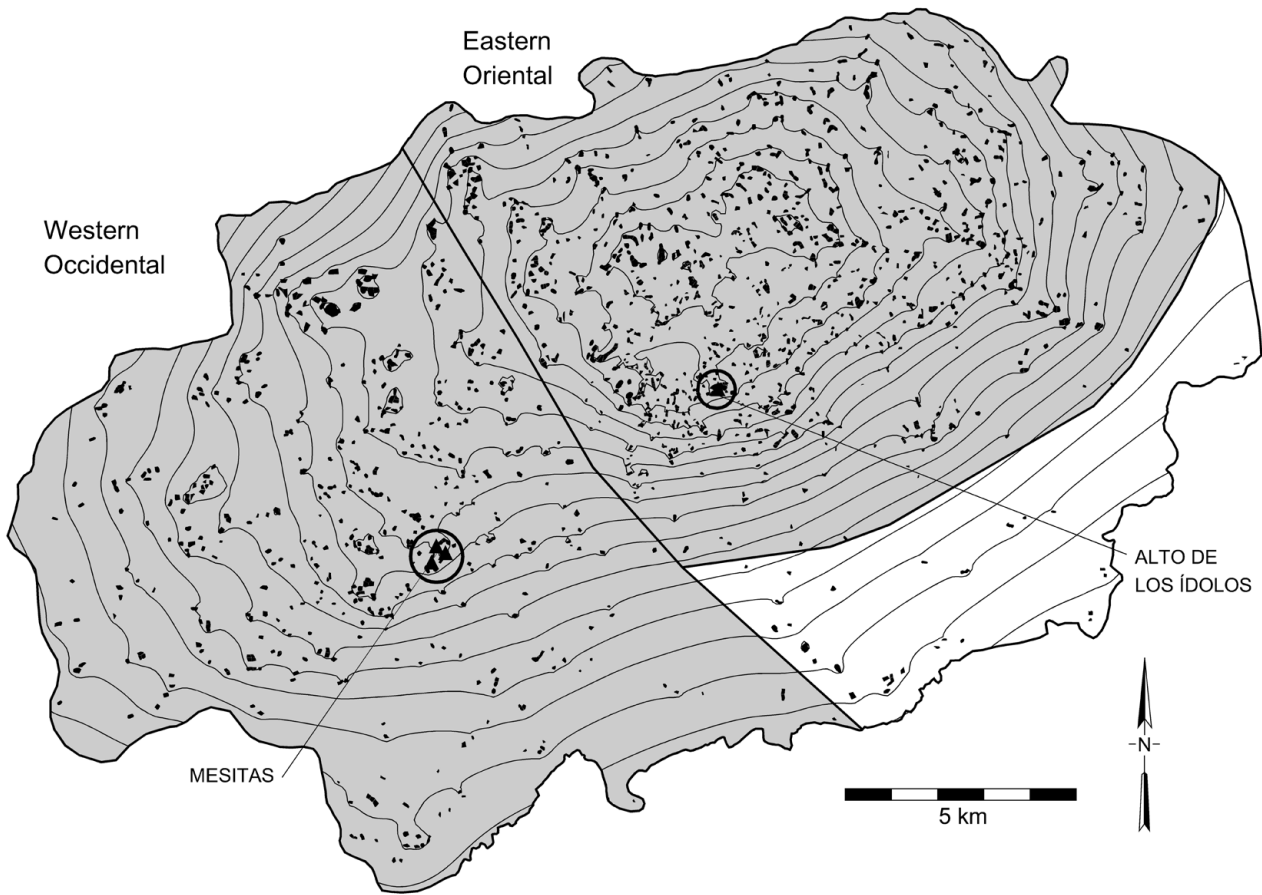 Eastern
Oriental
Western
Occidental
ALTO DE
LOS ÍDOLOS
MESITAS
N
5 km